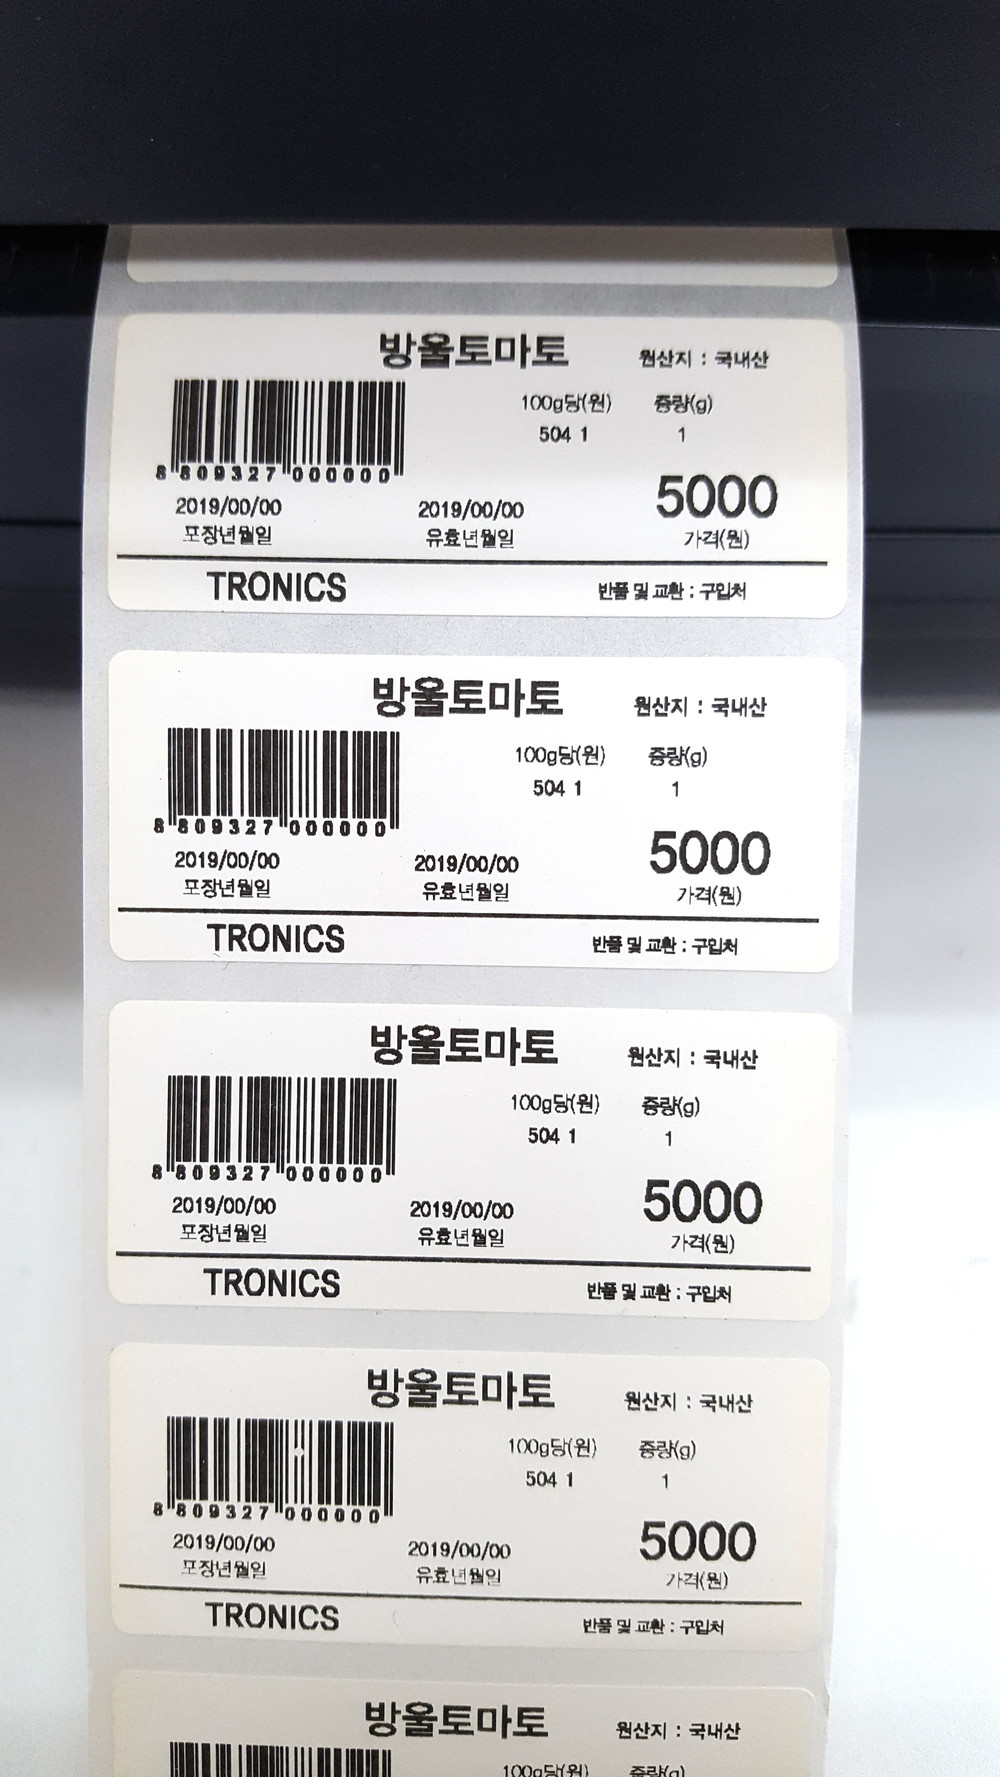 방울토마토 원산지 : 국내산
100g당(원) 중량(g)
504 1 1
8 809327 000000
2019/00/00 2019/00/00 5000
포장년월일 유효년월일 가격(원)
TRONICS 반품 및 교환 : 구입처
방울토마토 원산지 : 국내산
100g당(원) 중량(g)
504 1 1
8 809327 000000
2019/00/00 2019/00/00 5000
포장년월일 유효년월일 가격(원)
TRONICS 반품 및 교환 : 구입처
방울토마토 원산지 : 국내산
100g당(원) 중량(g)
504 1 1
8 809327 000000
2019/00/00 2019/00/00 5000
포장년월일 유효년월일 가격(원)
TRONICS 반품 및 교환 : 구입처
방울토마토 원산지 : 국내산
100g당(원) 중량(g)
504 1 1
8 809327 000000
2019/00/00 2019/00/00 5000
포장년월일 유효년월일 가격(원)
TRONICS 반품 및 교환 : 구입처
방울토마토 원산지 : 국내산
100g당(원) 중량(g)